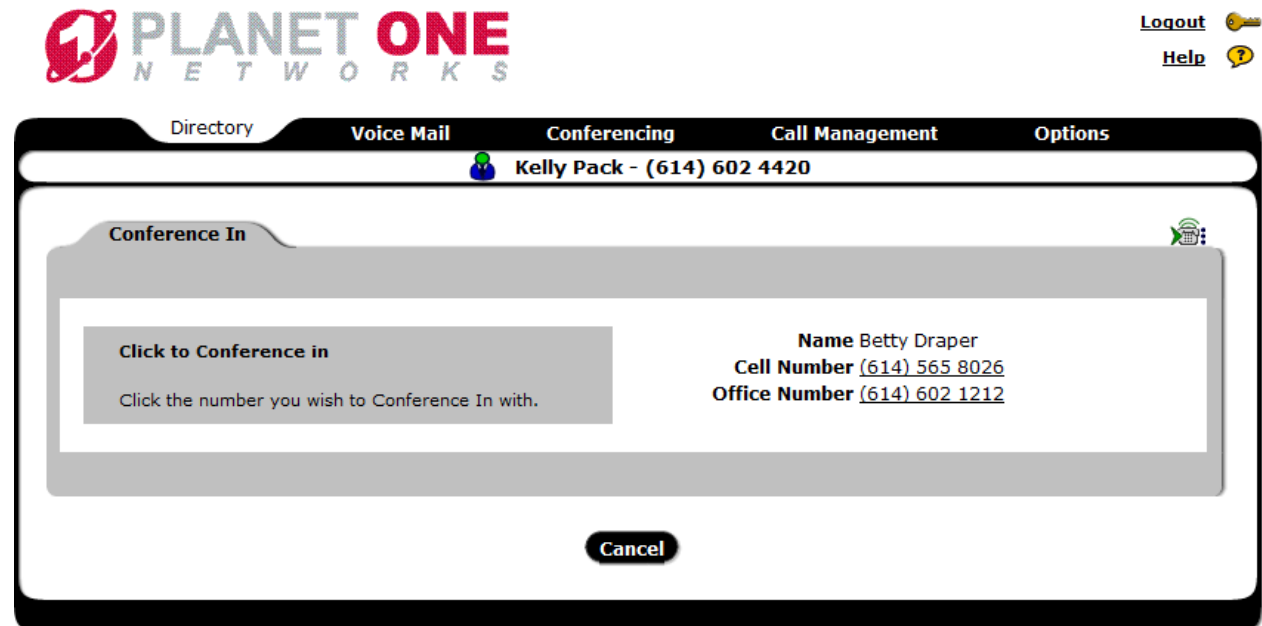 PLANET ONE
NETWORKS
Logout
Help
Directory
Voice Mail
Conferencing
Call Management
Options
Kelly Pack - (614) 602 4420
Conference In
Click to Conference in
Click the number you wish to Conference In with.
Name Betty Draper
Cell Number (614) 565 8026
Office Number (614) 602 1212
Cancel